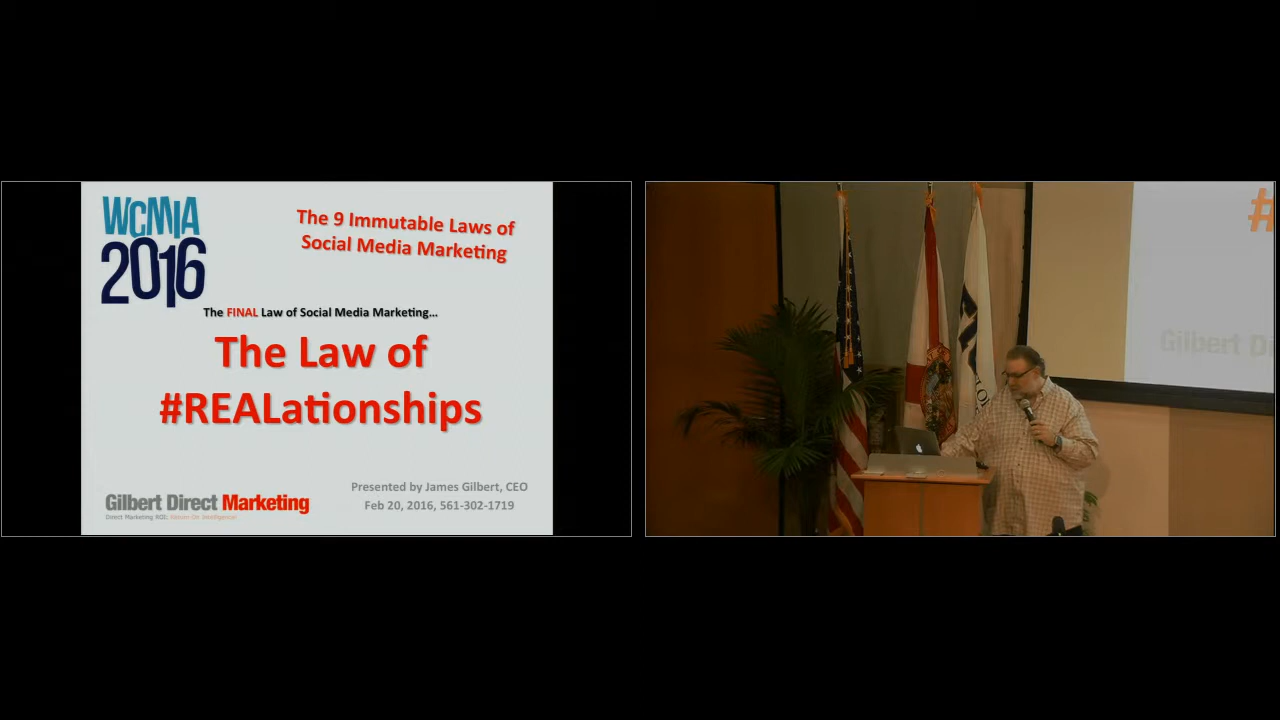 WCMIA
2016
The 9 Immutable Laws of
Social Media Marketing
The FINAL Law of Social Media Marketing...
The Law of
#REALationships
Gilbert Direct Marketing
Presented by James Gilbert, CEO
Feb 20, 2016, 561-302-1719
#
Gilbert Di